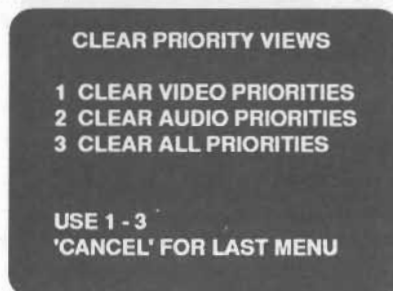 CLEAR PRIORITY VIEWS
1 CLEAR VIDEO PRIORITIES
2 CLEAR AUDIO PRIORITIES
3 CLEAR ALL PRIORITIES
USE 1 - 3
'CANCEL' FOR LAST MENU